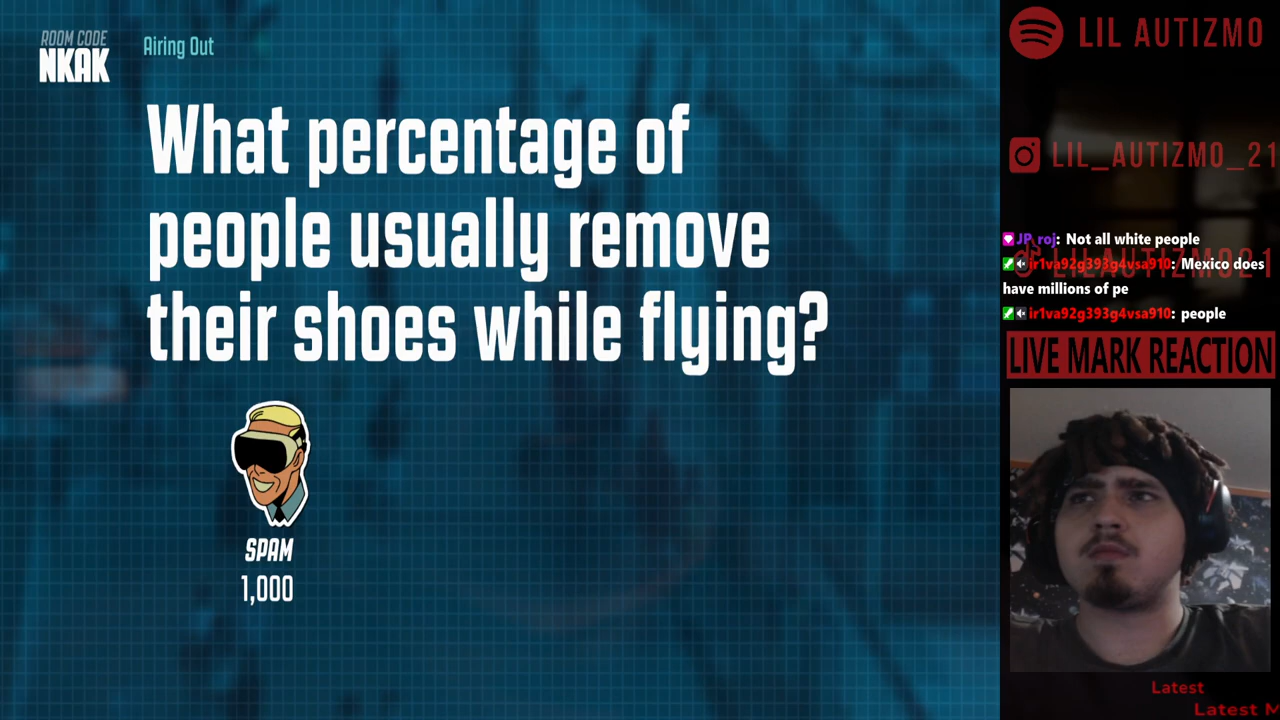 ROOM CODE
NKAK
Airing Out
What percentage of
people usually remove
their shoes while flying?
SPAM
1,000
LIL AUTIZMO
LIL_AUTIZMO_21
JP_roj: Not all white people
ir1va92g393g4vsa910: Mexico does
have millions of pe
ir1va92g393g4vsa910: people
LIVE MARK REACTION
Latest
Latest M